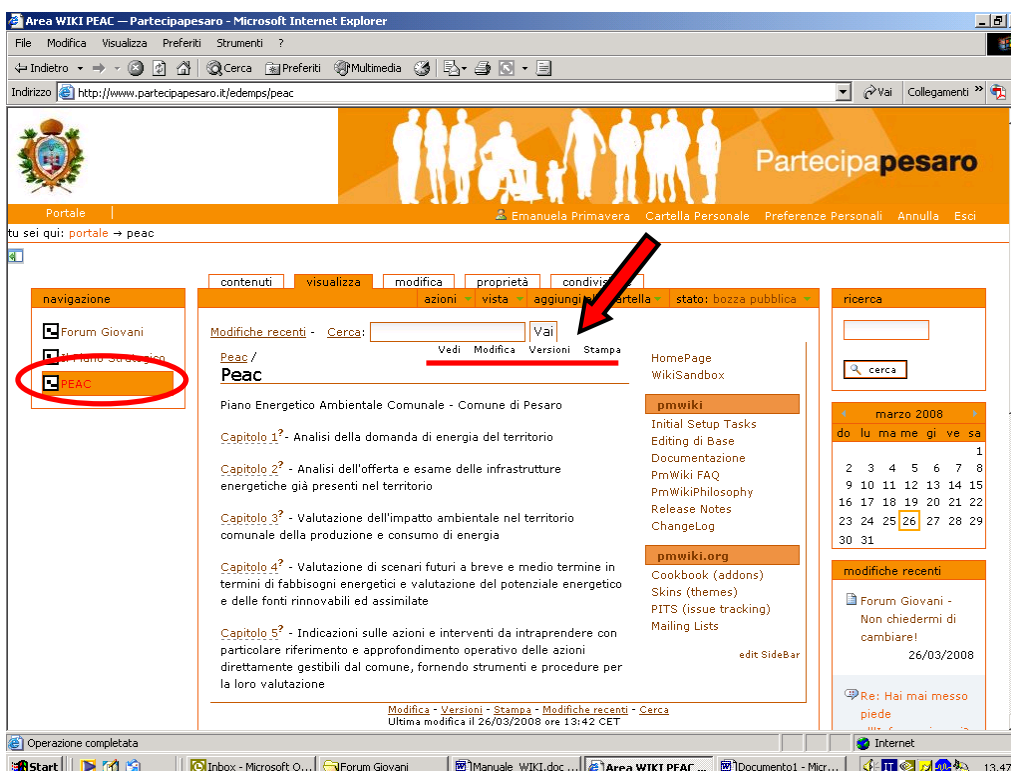 Area WIKI PEAC — Partecipapesaro - Microsoft Internet Explorer
File Modifica Visualizza Preferiti Strumenti ?
Indietro Cerca Preferiti Multimedia
Indirizzo http://www.partecipapesaro.it/edemps/peac Vai Collegamenti »
Partecipapesaro
Portale | Emanuela Primavera Cartella Personale Preferenze Personali Annulla Esci
tu sei qui: portale → peac
contenuti visualizza modifica proprietà
azioni vista stato: bozza pubblica
navigazione
Forum Giovani
Il Piano Strategico
PEAC
Modifiche recenti - Cerca: Vai
Vedi Modifica Versioni Stampa
Peac /
Peac
Piano Energetico Ambientale Comunale - Comune di Pesaro
Capitolo 1? - Analisi della domanda di energia del territorio
Capitolo 2? - Analisi dell'offerta e esame delle infrastrutture
energetiche già presenti nel territorio
Capitolo 3? - Valutazione dell'impatto ambientale nel territorio
comunale della produzione e consumo di energia
Capitolo 4? - Valutazione di scenari futuri a breve e medio termine in
termini di fabbisogni energetici e valutazione del potenziale energetico
e delle fonti rinnovabili ed assimilate
Capitolo 5? - Indicazioni sulle azioni e interventi da intraprendere con
particolare riferimento e approfondimento operativo delle azioni
direttamente gestibili dal comune, fornendo strumenti e procedure per
la loro valutazione
Modifica - Versioni - Stampa - Modifiche recenti - Cerca
Ultima modifica il 26/03/2008 ore 13:42 CET
HomePage
WikiSandbox
pmwiki
Initial Setup Tasks
Editing di Base
Documentazione
PmWiki FAQ
PmWikiPhilosophy
Release Notes
ChangeLog
pmwiki.org
Cookbook (addons)
Skins (themes)
PITS (issue tracking)
Mailing Lists
edit SideBar
ricerca
cerca
marzo 2008
do lu ma me gi ve sa
1
2 3 4 5 6 7 8
9 10 11 12 13 14 15
16 17 18 19 20 21 22
23 24 25 26 27 28 29
30 31
modifiche recenti
Forum Giovani -
Non chiedermi di
cambiare!
26/03/2008
Re: Hai mai messo
piede
Operazione completata Internet
Start Inbox - Microsoft O... Forum Giovani Manuale_WIKI.doc ... Area WIKI PEAC ... Documento1 - Micr... IT 13.47